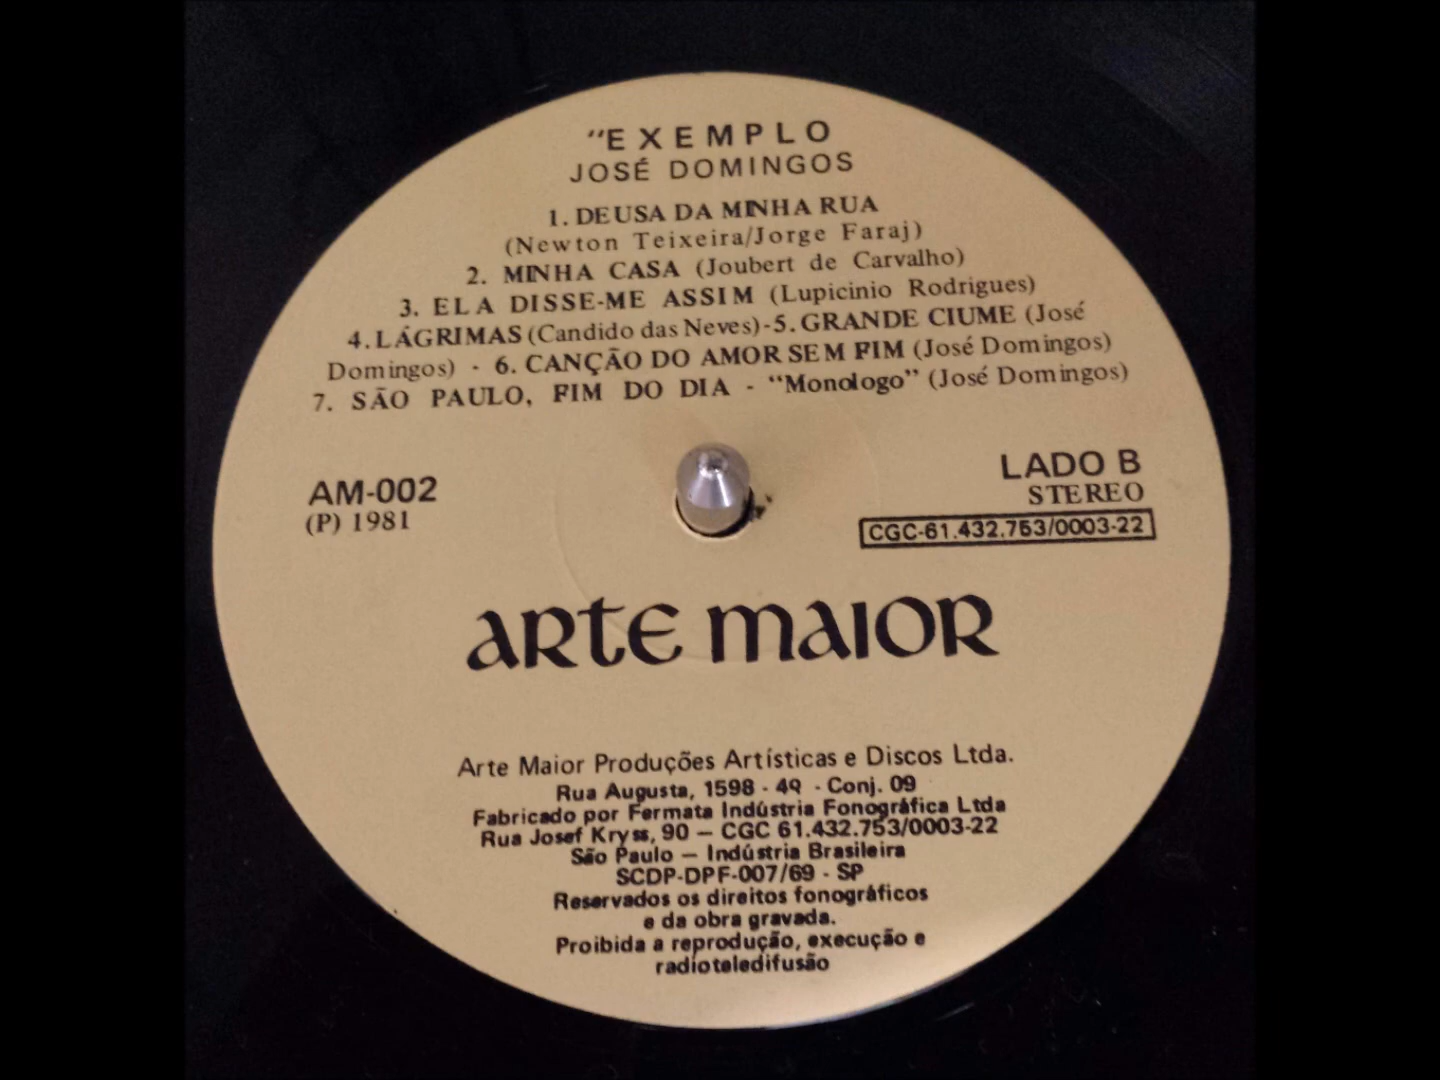 "EXEMPLO
JOSÉ DOMINGOS
1. DEUSA DA MINHA RUA
(Newton Teixeira/Jorge Faraj)
2. MINHA CASA (Joubert de Carvalho)
3. ELA DISSE-ME ASSIM (Lupicinio Rodrigues)
4. LÁGRIMAS (Candido das Neves)-5. GRANDE CIUME (José
Domingos) - 6. CANÇÃO DO AMOR SEM FIM (José Domingos)
7. SÃO PAULO, FIM DO DIA - "Monologo" (José Domingos)
AM-002
(P) 1981
LADO B
STEREO
CGC-61.432.753/0003-22
ARTE MAIOR
Arte Maior Produções Artísticas e Discos Ltda.
Rua Augusta, 1598 - 4º - Conj. 09
Fabricado por Fermata Indústria Fonográfica Ltda
Rua Josef Kryss, 90 — CGC 61.432.753/0003-22
São Paulo — Indústria Brasileira
SCDP-DPF-007/69 - SP
Reservados os direitos fonográficos
e da obra gravada.
Proibida a reprodução, execução e
radioteledifusão